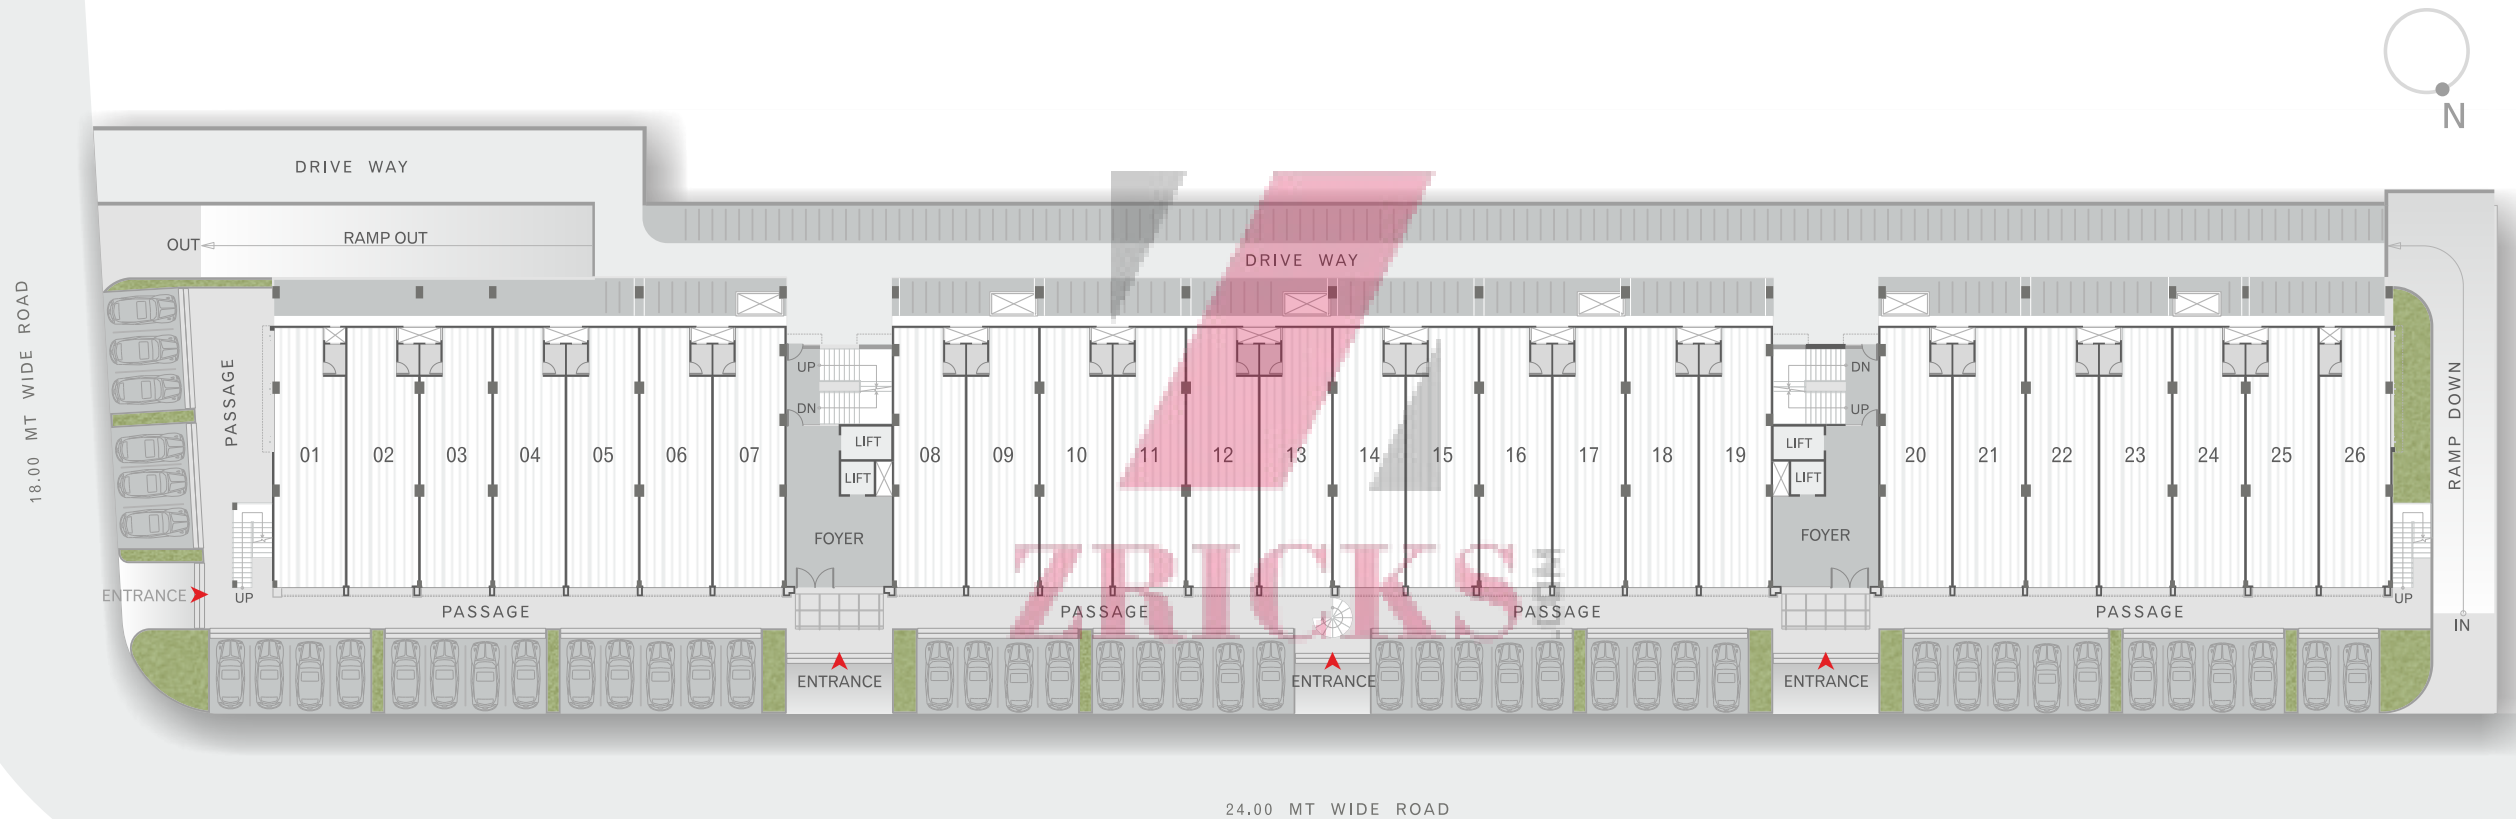 N
DRIVE WAY
OUT
RAMP OUT
DRIVE WAY
18.00 MT WIDE ROAD
PASSAGE
UP
DN
DN
UP
RAMP DOWN
LIFT
LIFT
LIFT
LIFT
01 02 03 04 05 06 07 08 09 10 11 12 13 14 15 16 17 18 19 20 21 22 23 24 25 26
FOYER
FOYER
ZRICKS
.COM
ENTRANCE
UP
UP
PASSAGE
PASSAGE
PASSAGE
PASSAGE
IN
ENTRANCE
ENTRANCE
ENTRANCE
24.00 MT WIDE ROAD